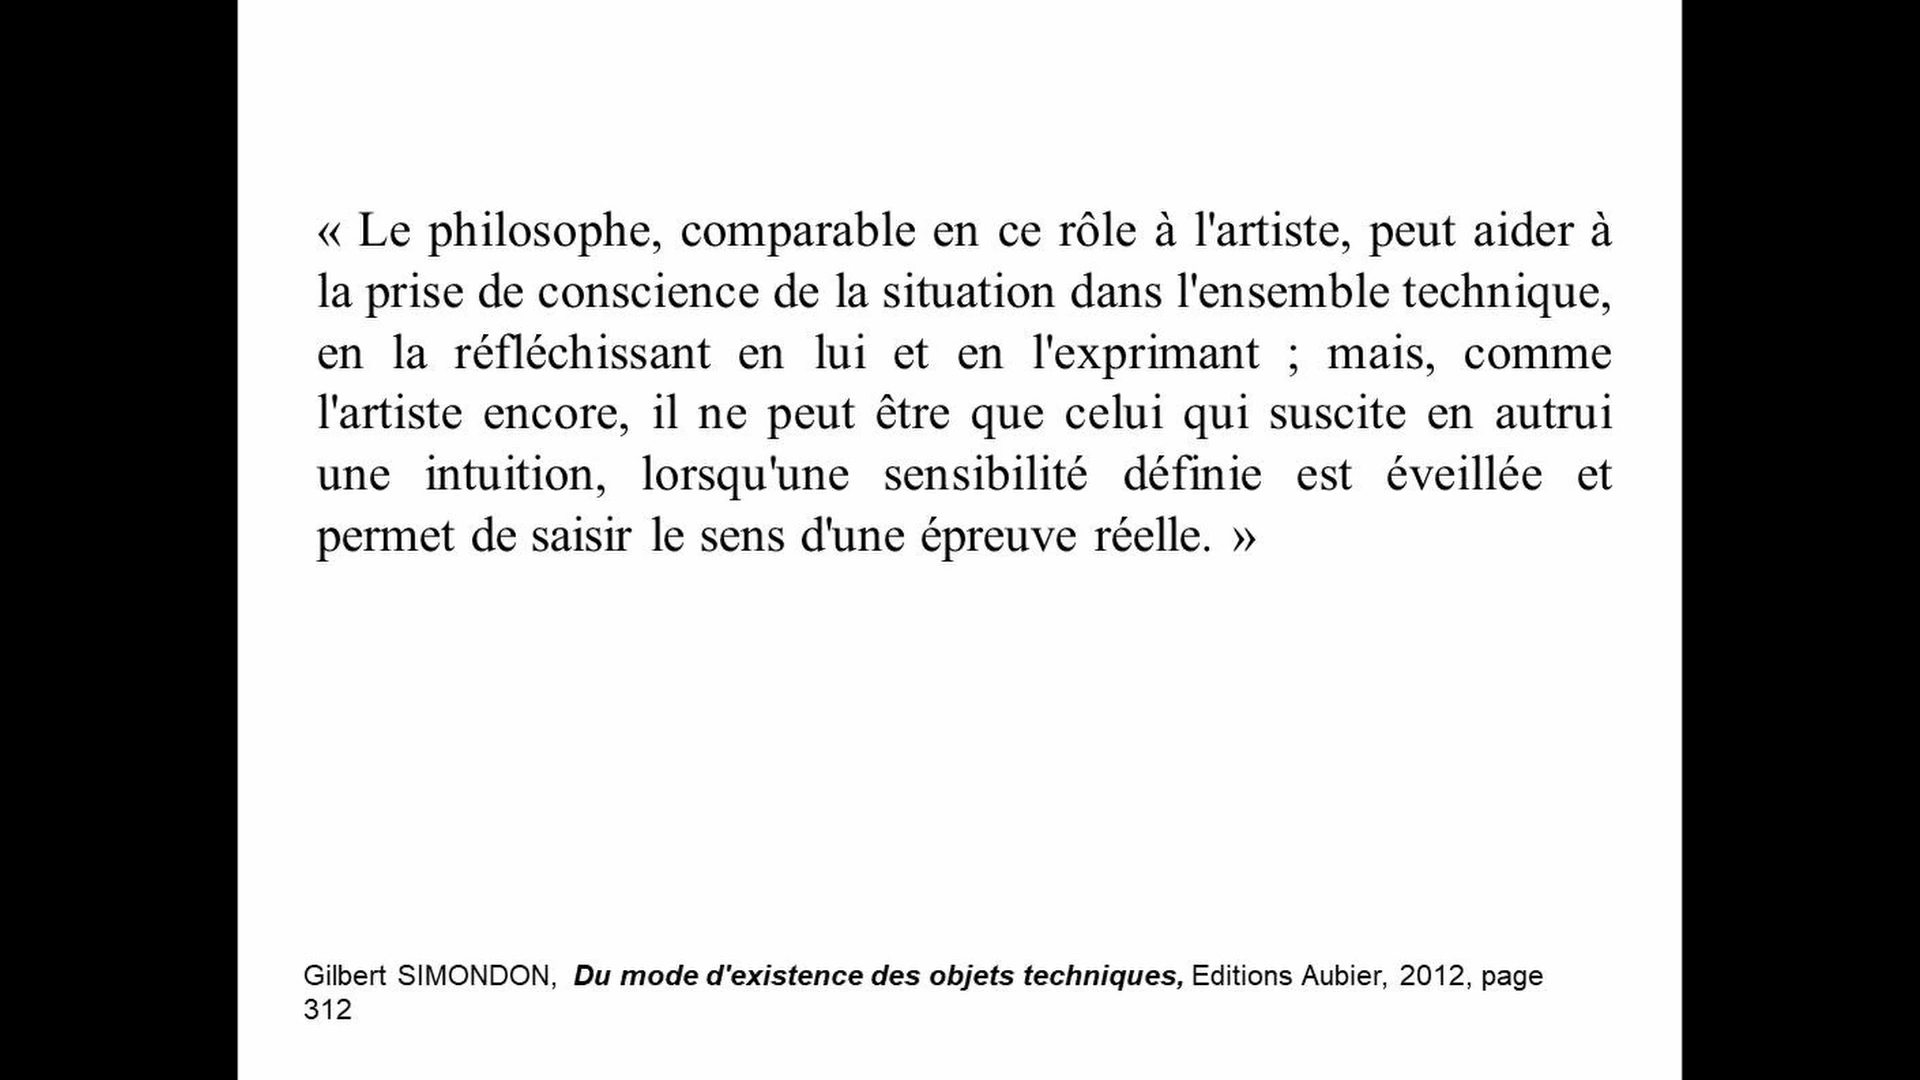 « Le philosophe, comparable en ce rôle à l'artiste, peut aider à
la prise de conscience de la situation dans l'ensemble technique,
en la réfléchissant en lui et en l'exprimant ; mais, comme
l'artiste encore, il ne peut être que celui qui suscite en autrui
une intuition, lorsqu'une sensibilité définie est éveillée et
permet de saisir le sens d'une épreuve réelle. »
Gilbert SIMONDON, Du mode d'existence des objets techniques, Editions Aubier, 2012, page
312